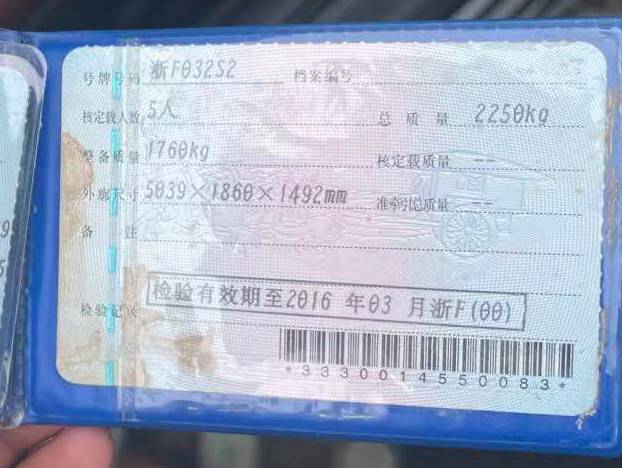 号牌号码 浙F032S2 档案编号
核定载人数 5人 总质量 2250kg
整备质量 1760kg 核定载质量 --
外廓尺寸 5039×1860×1492mm 准牵引总质量 --
备注
检验有效期至2016 年03 月浙F(00)
检验记录
*3330014550083*